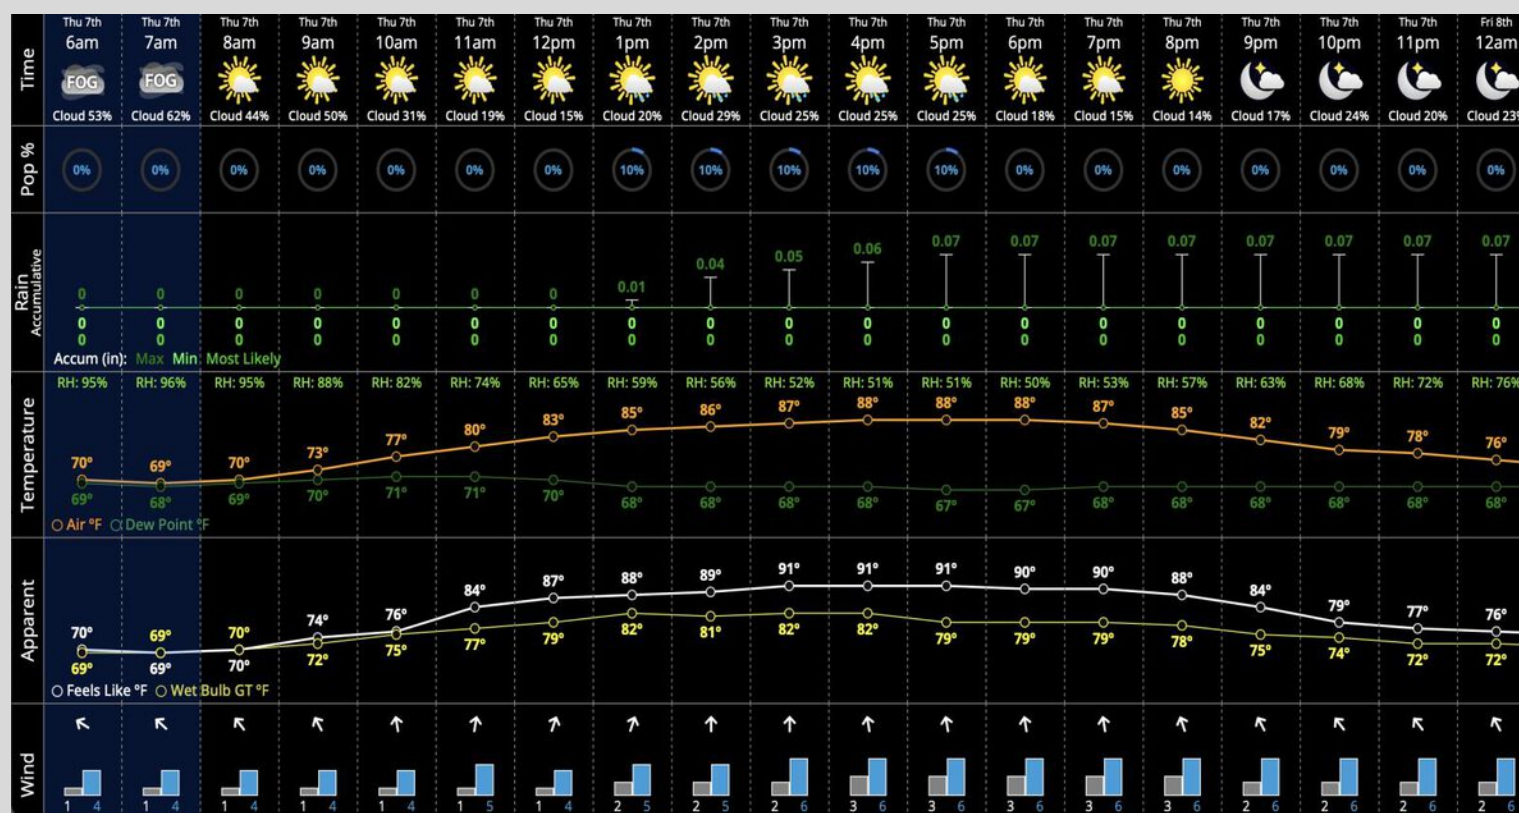 Thu 7th Thu 7th Thu 7th Thu 7th Thu 7th Thu 7th Thu 7th Thu 7th Thu 7th Thu 7th Thu 7th Thu 7th Thu 7th Thu 7th Thu 7th Thu 7th Thu 7th Thu 7th Fri 8th
Time
6am 7am 8am 9am 10am 11am 12pm 1pm 2pm 3pm 4pm 5pm 6pm 7pm 8pm 9pm 10pm 11pm 12am
FOG FOG
Cloud 53% Cloud 62% Cloud 44% Cloud 50% Cloud 31% Cloud 19% Cloud 15% Cloud 20% Cloud 29% Cloud 25% Cloud 25% Cloud 25% Cloud 18% Cloud 15% Cloud 14% Cloud 17% Cloud 24% Cloud 20% Cloud 23%
Pop %
0% 0% 0% 0% 0% 0% 0% 10% 10% 10% 10% 10% 0% 0% 0% 0% 0% 0% 0%
Rain
Accumulative
0 0 0 0 0 0 0 0.01 0.04 0.05 0.06 0.07 0.07 0.07 0.07 0.07 0.07 0.07 0.07
0 0 0 0 0 0 0 0 0 0 0 0 0 0 0 0 0 0 0
0 0 0 0 0 0 0 0 0 0 0 0 0 0 0 0 0 0 0
Accum (in): Max Min Most Likely
Temperature
RH: 95% RH: 96% RH: 95% RH: 88% RH: 82% RH: 74% RH: 65% RH: 59% RH: 56% RH: 52% RH: 51% RH: 51% RH: 50% RH: 53% RH: 57% RH: 63% RH: 68% RH: 72% RH: 76%
70° 69° 70° 73° 77° 80° 83° 85° 86° 87° 88° 88° 88° 87° 85° 82° 79° 78° 76°
69° 68° 69° 70° 71° 71° 70° 68° 68° 68° 68° 67° 67° 68° 68° 68° 68° 68° 68°
Air ºF Dew Point ºF
Apparent
70° 69° 70° 74° 76° 84° 87° 88° 89° 91° 91° 91° 90° 90° 88° 84° 79° 77° 76°
69° 69° 70° 72° 75° 77° 79° 82° 81° 82° 82° 79° 79° 79° 78° 75° 74° 72° 72°
Feels Like ºF Wet Bulb GT ºF
Wind
1 4 1 4 1 4 1 4 1 4 1 5 1 4 2 5 2 5 2 6 3 6 3 6 3 6 3 6 3 6 2 6 2 6 2 6 2 6